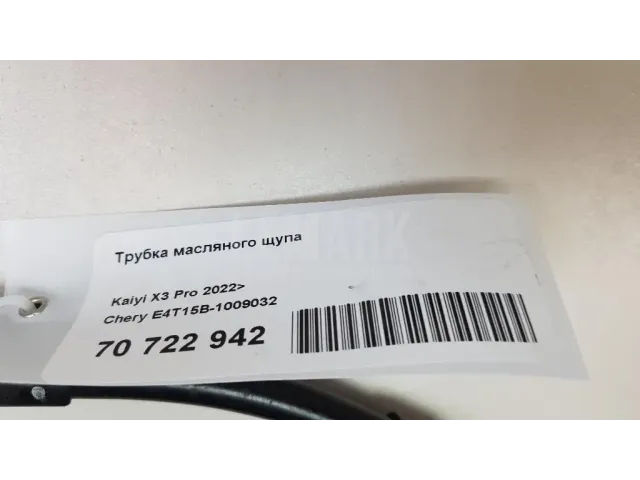 Трубка масляного щупа
Kaiyi X3 Pro 2022>
Chery E4T15B-1009032
70 722 942